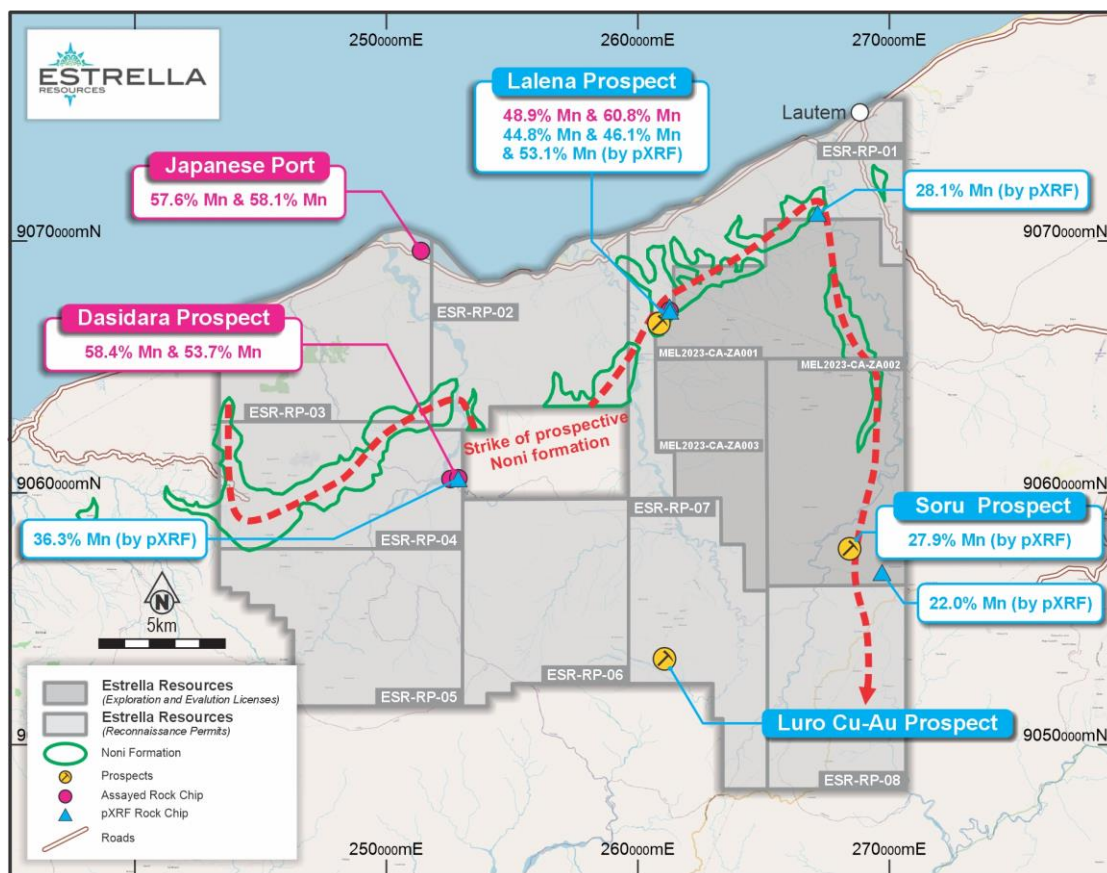 250000mE
260000mE
270000mE
ESTRELLA
RESOURCES
Lalena Prospect
48.9% Mn & 60.8% Mn
44.8% Mn & 46.1% Mn
& 53.1% Mn (by pXRF)
Lautem
ESR-RP-01
Japanese Port
57.6% Mn & 58.1% Mn
28.1% Mn (by pXRF)
9070000mN
9070000mN
Dasidara Prospect
58.4% Mn & 53.7% Mn
ESR-RP-02
MEL2023-CA-ZA001
MEL2023-CA-ZA002
ESR-RP-03
Strike of prospective
Noni formation
MEL2023-CA-ZA003
9060000mN
9060000mN
ESR-RP-07
Soru Prospect
27.9% Mn (by pXRF)
36.3% Mn (by pXRF)
ESR-RP-04
22.0% Mn (by pXRF)
N
5km
ESR-RP-06
ESR-RP-05
Luro Cu-Au Prospect
9050000mN
ESR-RP-08
Estrella Resources
(Exploration and Evalution Licenses)
Estrella Resources
(Reconnaissance Permits)
Noni Formation
Prospects
Assayed Rock Chip
pXRF Rock Chip
Roads
250000mE
260000mE
270000mE